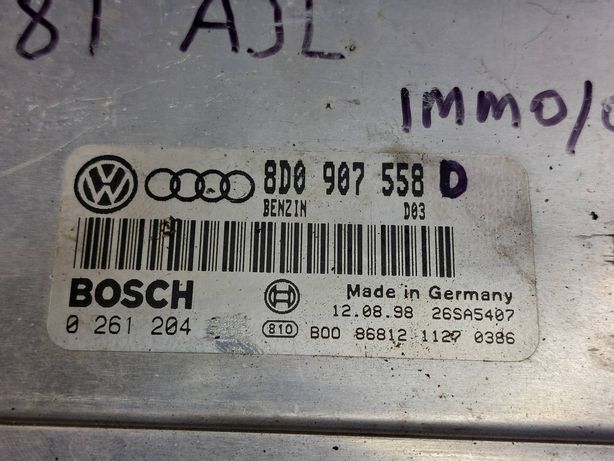 8T AJL
IMMO/
8D0 907 558 D
BENZIN D03
BOSCH
Made in Germany
12.08.98 26SA5407
0 261 204
810
B00 86812 1127 0386